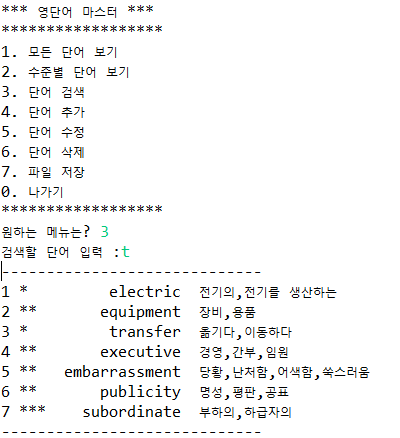 *** 영단어 마스터 ***
******************
1. 모든 단어 보기
2. 수준별 단어 보기
3. 단어 검색
4. 단어 추가
5. 단어 수정
6. 단어 삭제
7. 파일 저장
0. 나가기
******************
원하는 메뉴는? 3
검색할 단어 입력 :t
-----------------------------
1 * electric 전기의,전기를 생산하는
2 ** equipment 장비,용품
3 * transfer 옮기다,이동하다
4 ** executive 경영,간부,임원
5 ** embarrassment 당황,난처함,어색함,쑥스러움
6 ** publicity 명성,평판,공표
7 *** subordinate 부하의,하급자의
-----------------------------